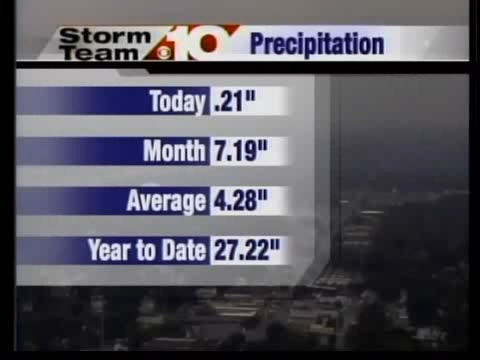 Storm Team 10 Precipitation
Today .21"
Month 7.19"
Average 4.28"
Year to Date 27.22"